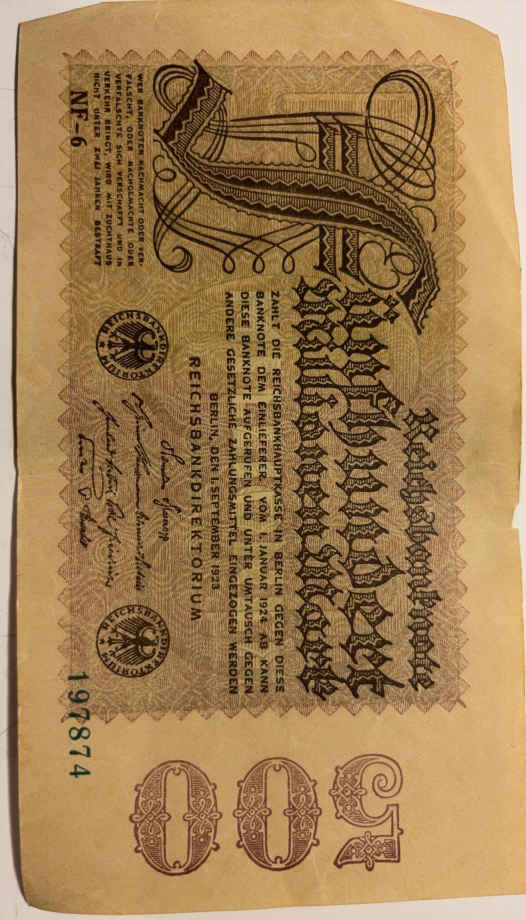 Reichsbanknote
Fünfhundert
Millionen Mark
ZAHLT DIE REICHSBANKHAUPTKASSE IN BERLIN GEGEN DIESE
BANKNOTE DEM EINLIEFERER. VOM 1. JANUAR 1924 AB KANN
DIESE BANKNOTE AUFGERUFEN UND UNTER UMTAUSCH GEGEN
ANDERE GESETZLICHE ZAHLUNGSMITTEL EINGEZOGEN WERDEN
BERLIN, DEN 1. SEPTEMBER 1923
REICHSBANKDIREKTORIUM
REICHSBANKDIREKTORIUM
REICHSBANKDIREKTORIUM
WER BANKNOTEN NACHMACHT ODER VER-
FÄLSCHT, ODER NACHGEMACHTE ODER
VERFÄLSCHTE SICH VERSCHAFFT UND IN
VERKEHR BRINGT, WIRD MIT ZUCHTHAUS
NICHT UNTER ZWEI JAHREN BESTRAFT
NF-6
197874
500